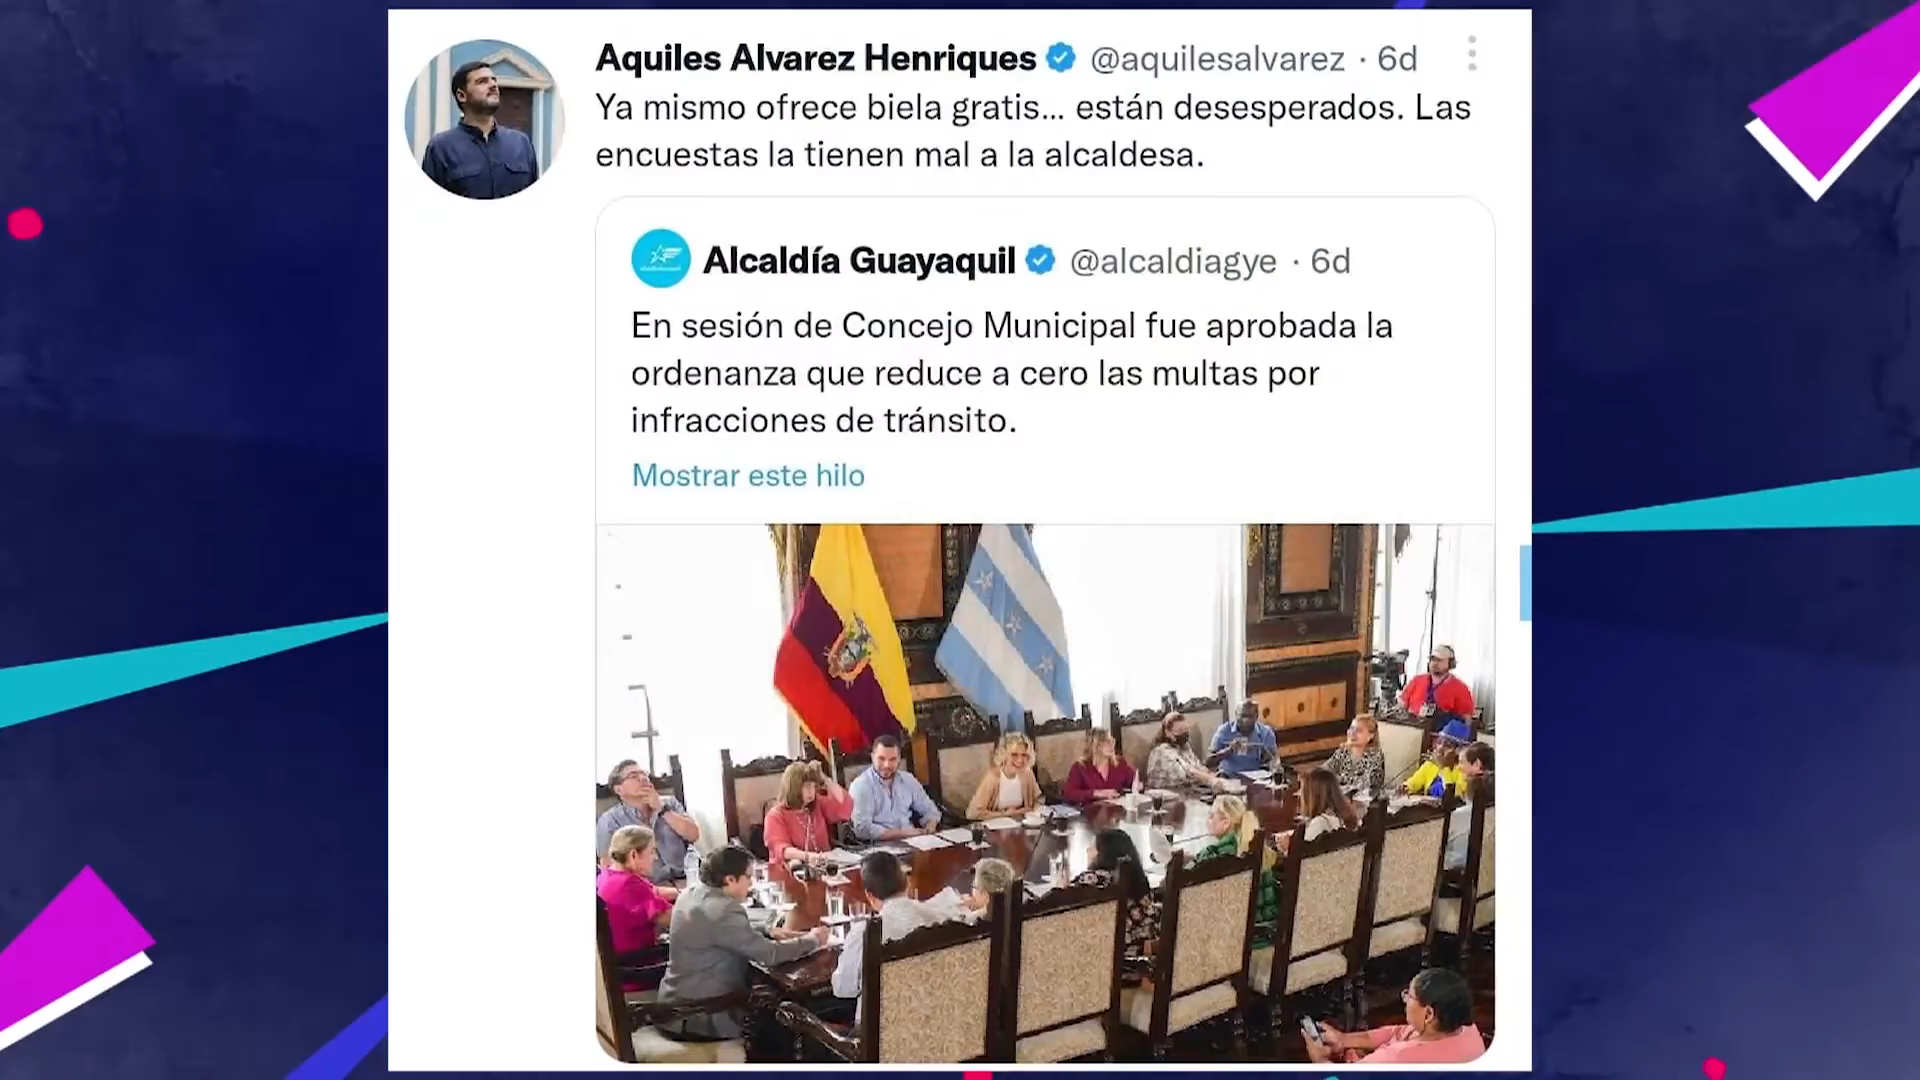 Aquiles Alvarez Henriques @aquilesalvarez · 6d
Ya mismo ofrece biela gratis... están desesperados. Las
encuestas la tienen mal a la alcaldesa.
Alcaldía Guayaquil @alcaldiagye · 6d
En sesión de Concejo Municipal fue aprobada la
ordenanza que reduce a cero las multas por
infracciones de tránsito.
Mostrar este hilo